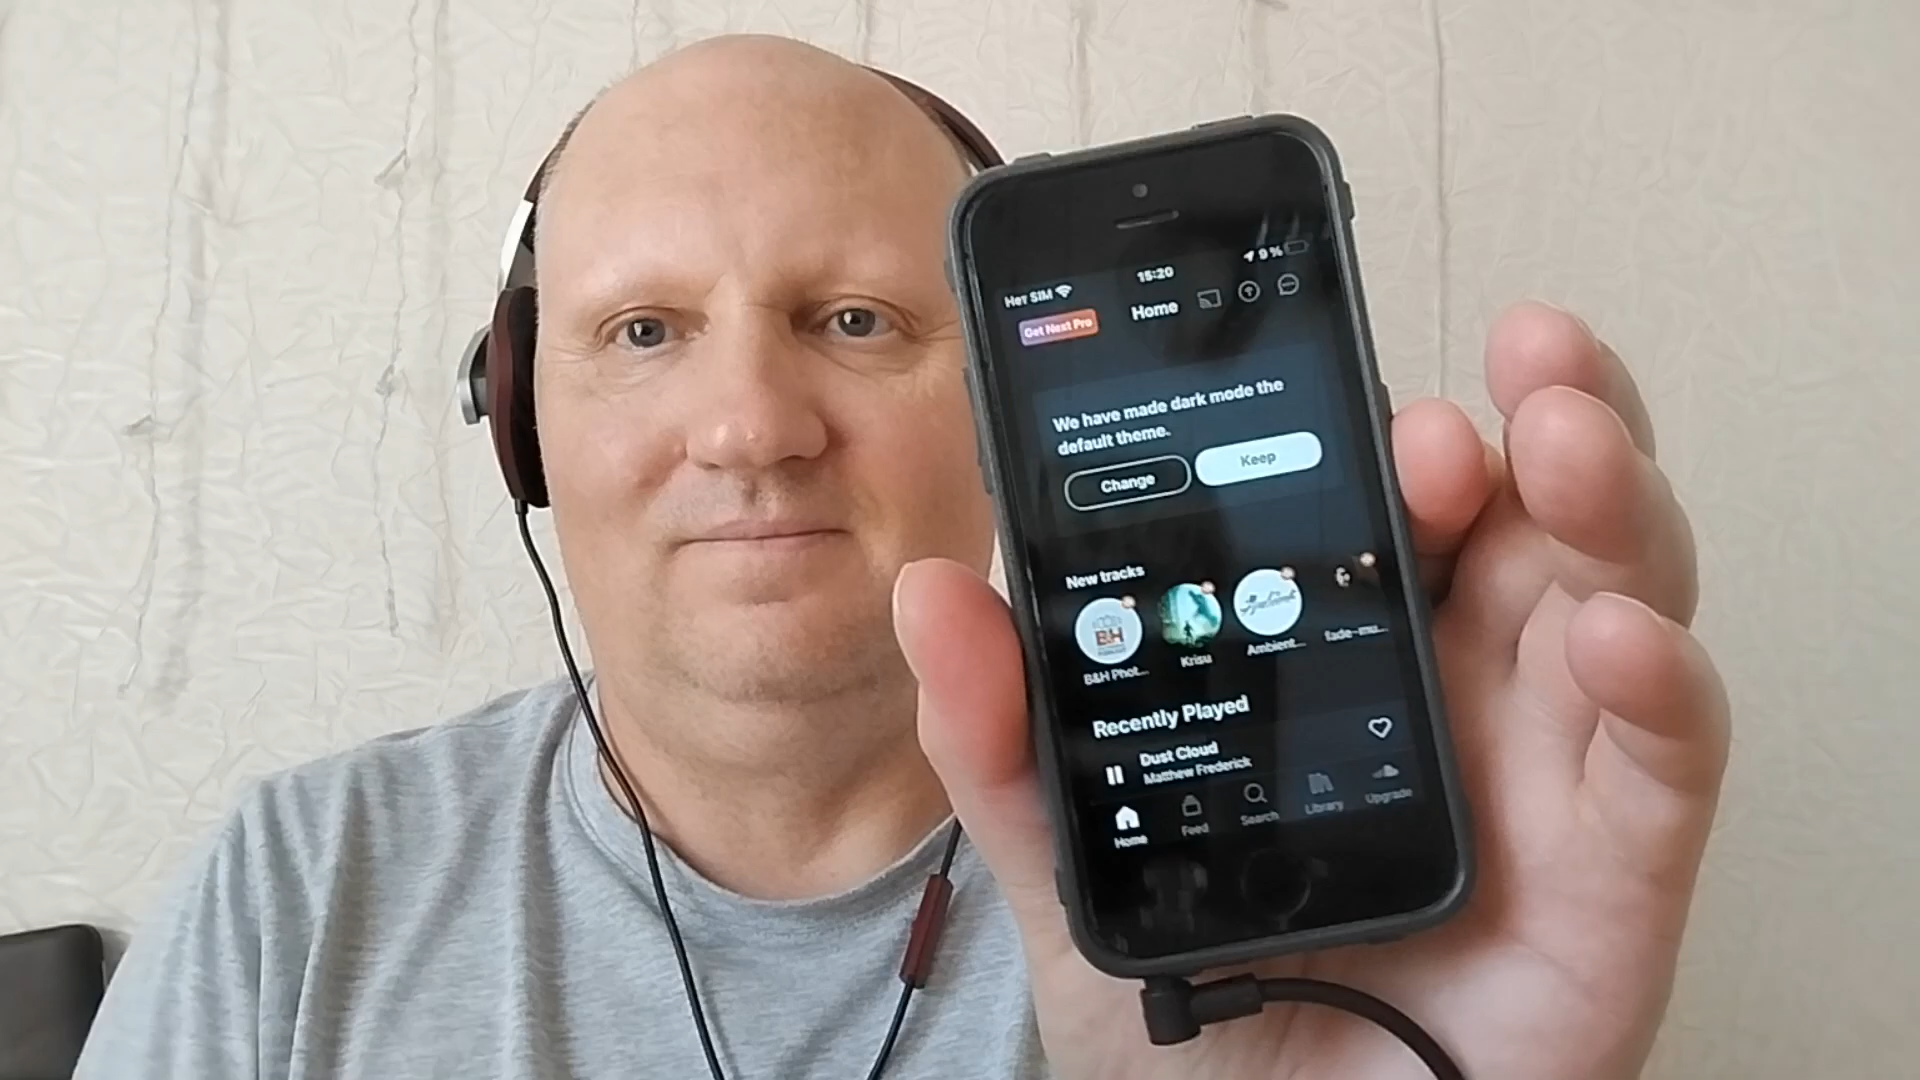 15:20
9 %
Нет SIM
Get Next Pro
Home
We have made dark mode the
default theme.
Change
Keep
New tracks
B&H
B&H Phot...
Krisu
Ambient...
fade-mu...
Recently Played
Dust Cloud
Matthew Frederick
Home
Feed
Search
Library
Upgrade